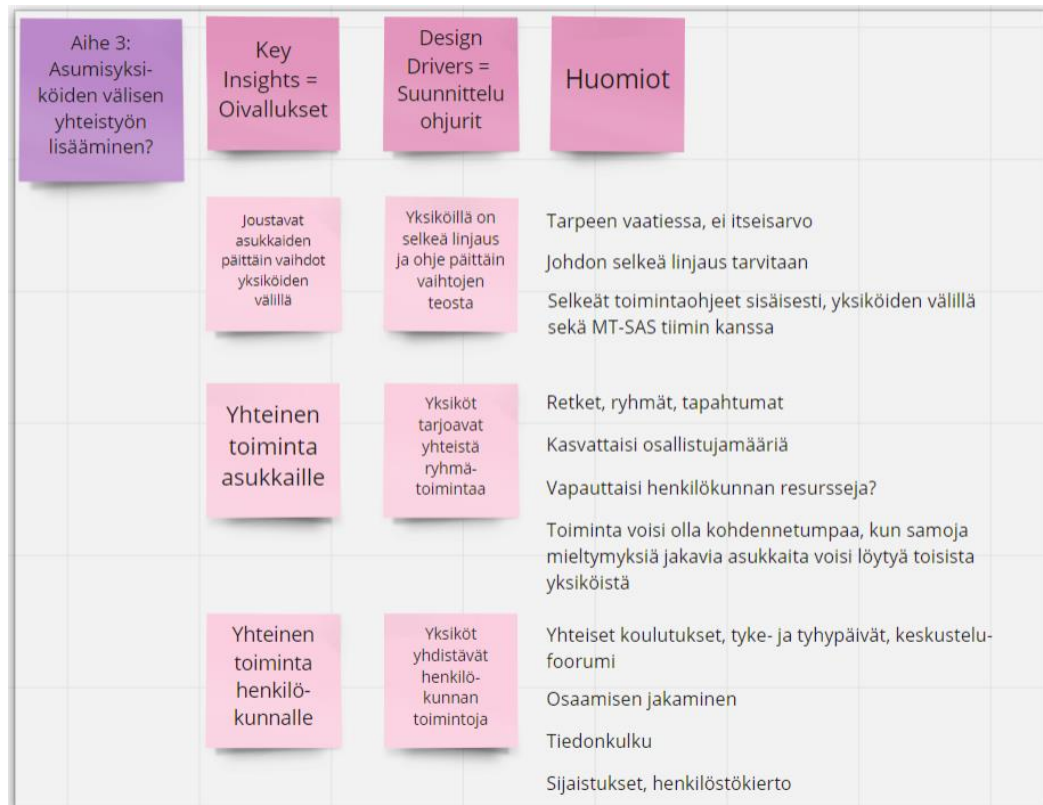 Aihe 3:
Asumisyksi-
köiden välisen
yhteistyön
lisääminen?
Key
Insights =
Oivallukset
Design
Drivers =
Suunnittelu
ohjurit
Huomiot
Joustavat
asukkaiden
päittäin vaihdot
yksiköiden
välillä
Yksiköillä on
selkeä linjaus
ja ohje päittäin
vaihtojen
teosta
Tarpeen vaatiessa, ei itseisarvo
Johdon selkeä linjaus tarvitaan
Selkeät toimintaohjeet sisäisesti, yksiköiden välillä
sekä MT-SAS tiimin kanssa
Yhteinen
toiminta
asukkaille
Yksiköt
tarjoavat
yhteistä
ryhmä-
toimintaa
Retket, ryhmät, tapahtumat
Kasvattaisi osallistujamääriä
Vapauttaisi henkilökunnan resursseja?
Toiminta voisi olla kohdennetumpaa, kun samoja
mieltymyksiä jakavia asukkaita voisi löytyä toisista
yksiköistä
Yhteinen
toiminta
henkilö-
kunnalle
Yksiköt
yhdistävät
henkilö-
kunnan
toimintoja
Yhteiset koulutukset, tyke- ja tyhypäivät, keskustelu-
foorumi
Osaamisen jakaminen
Tiedonkulku
Sijaistukset, henkilöstökierto